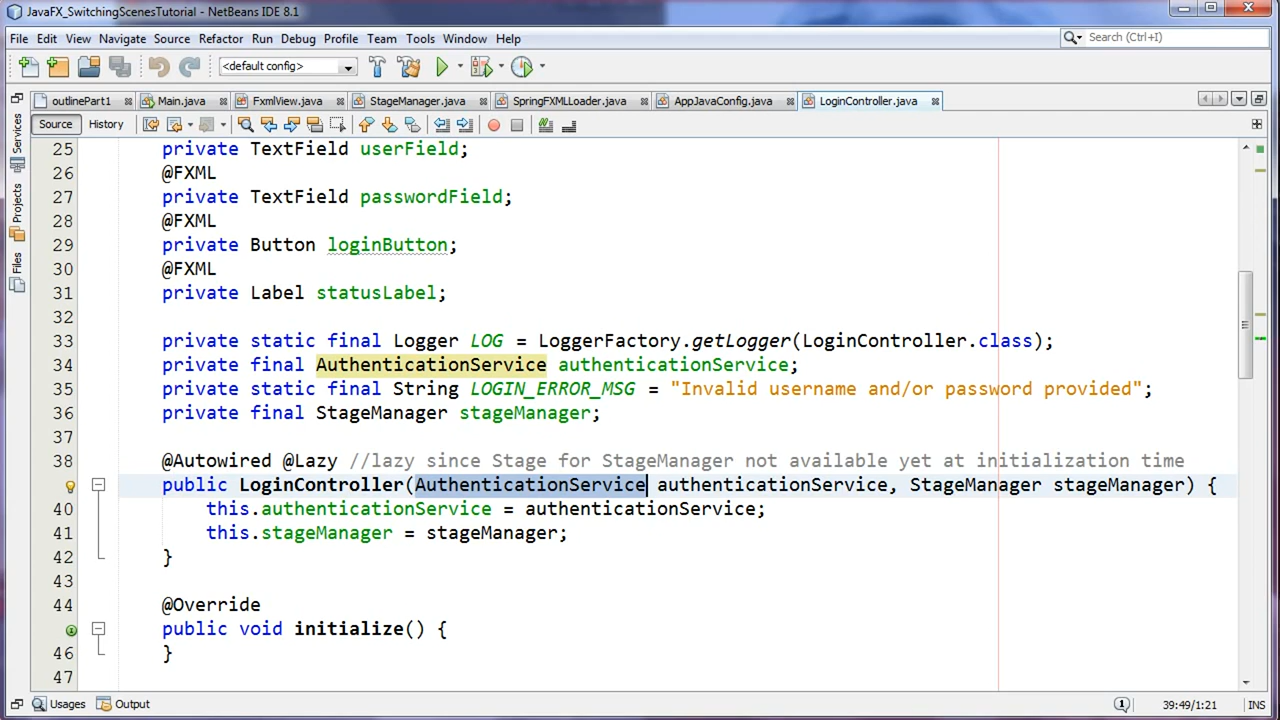 JavaFX_SwitchingScenesTutorial - NetBeans IDE 8.1
File Edit View Navigate Source Refactor Run Debug Profile Team Tools Window Help
Search (Ctrl+I)
<default config>
outlinePart1 Main.java FxmlView.java StageManager.java SpringFXMLLoader.java AppJavaConfig.java LoginController.java
Source History
Services
Projects
Files
25 private TextField userField;
26 @FXML
27 private TextField passwordField;
28 @FXML
29 private Button loginButton;
30 @FXML
31 private Label statusLabel;
32
33 private static final Logger LOG = LoggerFactory.getLogger(LoginController.class);
34 private final AuthenticationService authenticationService;
35 private static final String LOGIN_ERROR_MSG = "Invalid username and/or password provided";
36 private final StageManager stageManager;
37
38 @Autowired @Lazy //lazy since Stage for StageManager not available yet at initialization time
public LoginController(AuthenticationService authenticationService, StageManager stageManager) {
40 this.authenticationService = authenticationService;
41 this.stageManager = stageManager;
42 }
43
44 @Override
public void initialize() {
46 }
47
Usages Output
1
39:49/1:21 INS